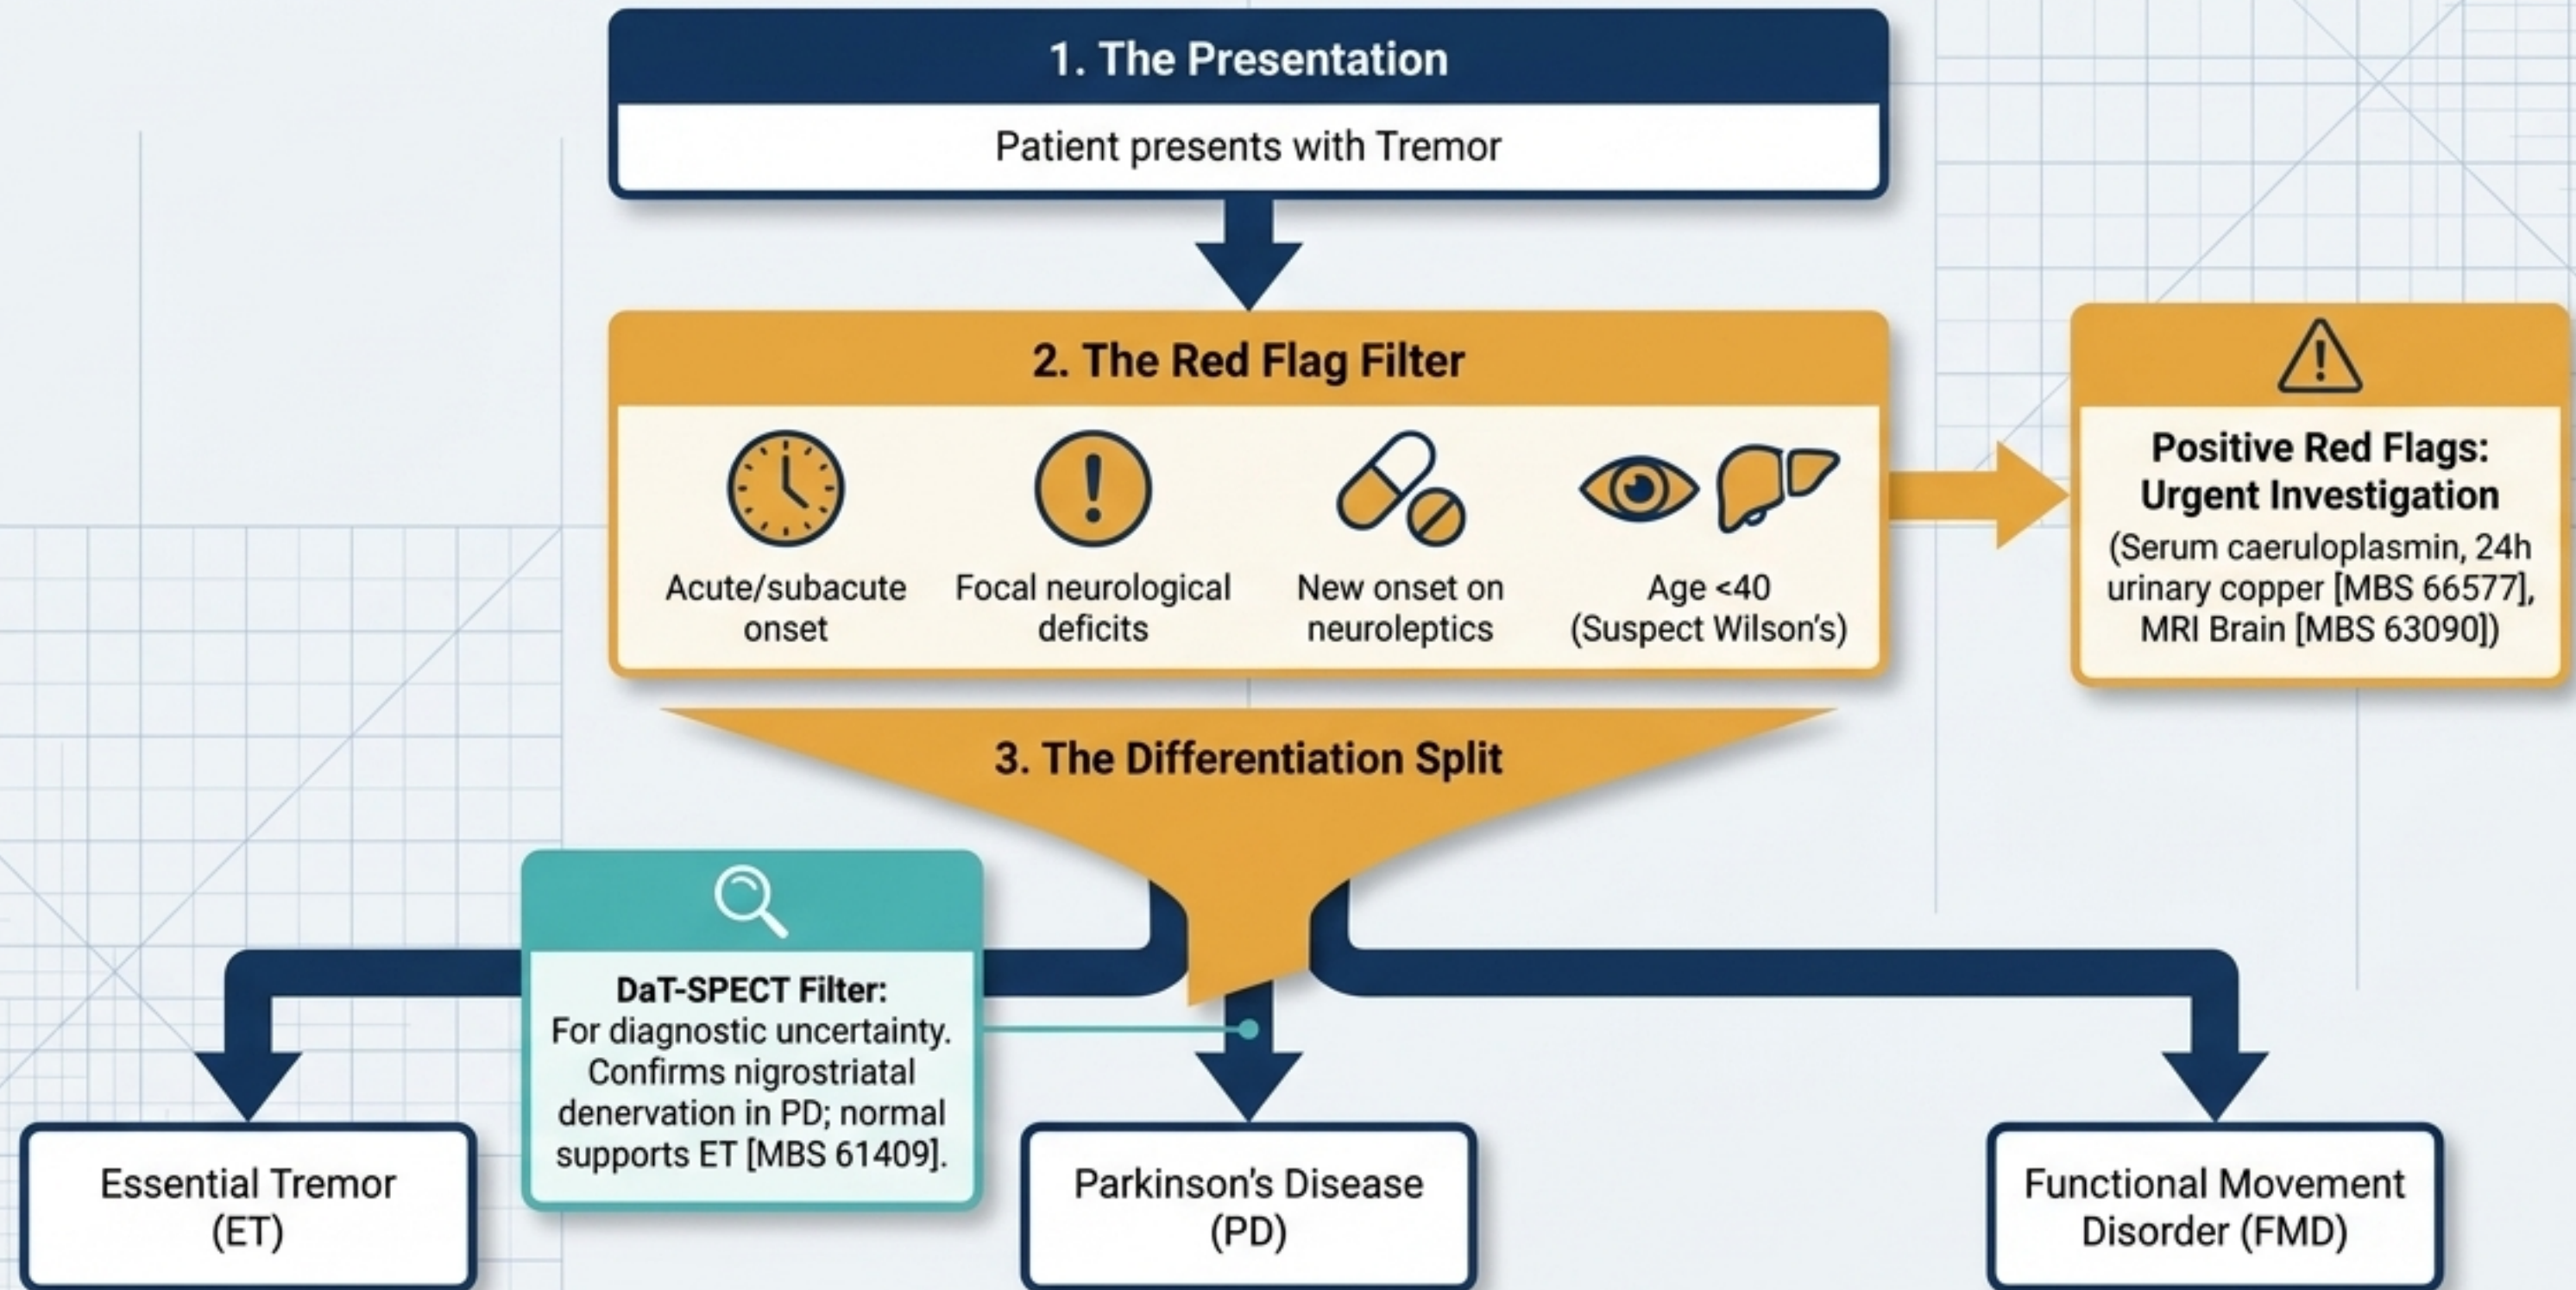 1. The Presentation
Patient presents with Tremor
2. The Red Flag Filter
Acute/subacute
onset
Focal neurological
deficits
New onset on
neuroleptics
Age <40
(Suspect Wilson's)
Positive Red Flags:
Urgent Investigation
(Serum caeruloplasmin, 24h
urinary copper [MBS 66577],
MRI Brain [MBS 63090])
3. The Differentiation Split
DaT-SPECT Filter:
For diagnostic uncertainty.
Confirms nigrostriatal
denervation in PD; normal
supports ET [MBS 61409].
Essential Tremor
(ET)
Parkinson's Disease
(PD)
Functional Movement
Disorder (FMD)